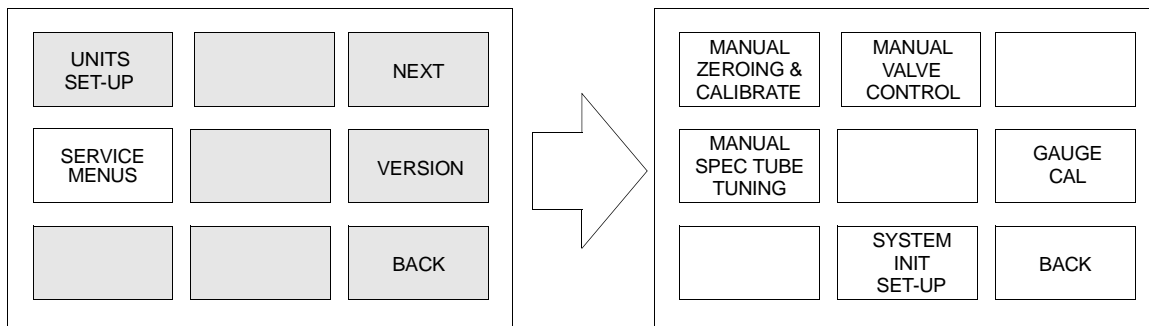 UNITS
SET-UP
NEXT
SERVICE
MENUS
VERSION
BACK
MANUAL
ZEROING &
CALIBRATE
MANUAL
VALVE
CONTROL
MANUAL
SPEC TUBE
TUNING
GAUGE
CAL
SYSTEM
INIT
SET-UP
BACK